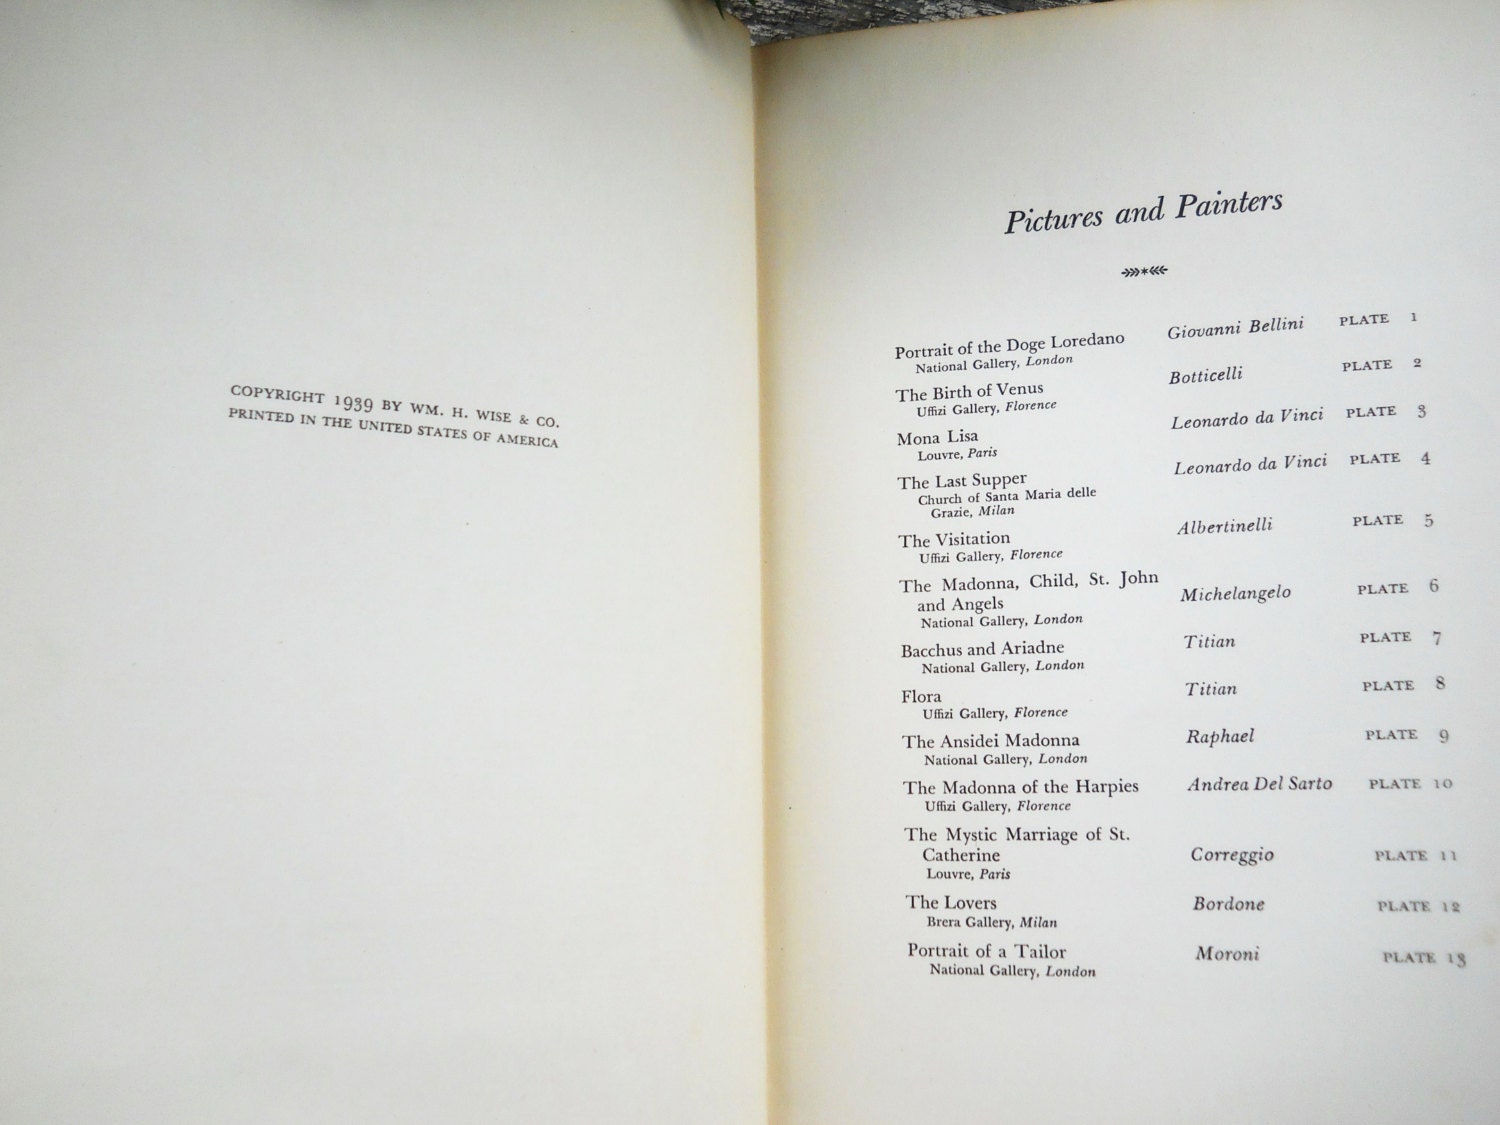 COPYRIGHT 1939 BY WM. H. WISE & CO.
PRINTED IN THE UNITED STATES OF AMERICA
Pictures and Painters
Portrait of the Doge Loredano Giovanni Bellini PLATE 1
National Gallery, London
The Birth of Venus Botticelli PLATE 2
Uffizi Gallery, Florence
Mona Lisa Leonardo da Vinci PLATE 3
Louvre, Paris
The Last Supper Leonardo da Vinci PLATE 4
Church of Santa Maria delle
Grazie, Milan
The Visitation Albertinelli PLATE 5
Uffizi Gallery, Florence
The Madonna, Child, St. John
and Angels Michelangelo PLATE 6
National Gallery, London
Bacchus and Ariadne Titian PLATE 7
National Gallery, London
Flora Titian PLATE 8
Uffizi Gallery, Florence
The Ansidei Madonna Raphael PLATE 9
National Gallery, London
The Madonna of the Harpies Andrea Del Sarto PLATE 10
Uffizi Gallery, Florence
The Mystic Marriage of St.
Catherine Correggio PLATE 11
Louvre, Paris
The Lovers Bordone PLATE 12
Brera Gallery, Milan
Portrait of a Tailor Moroni PLATE 13
National Gallery, London